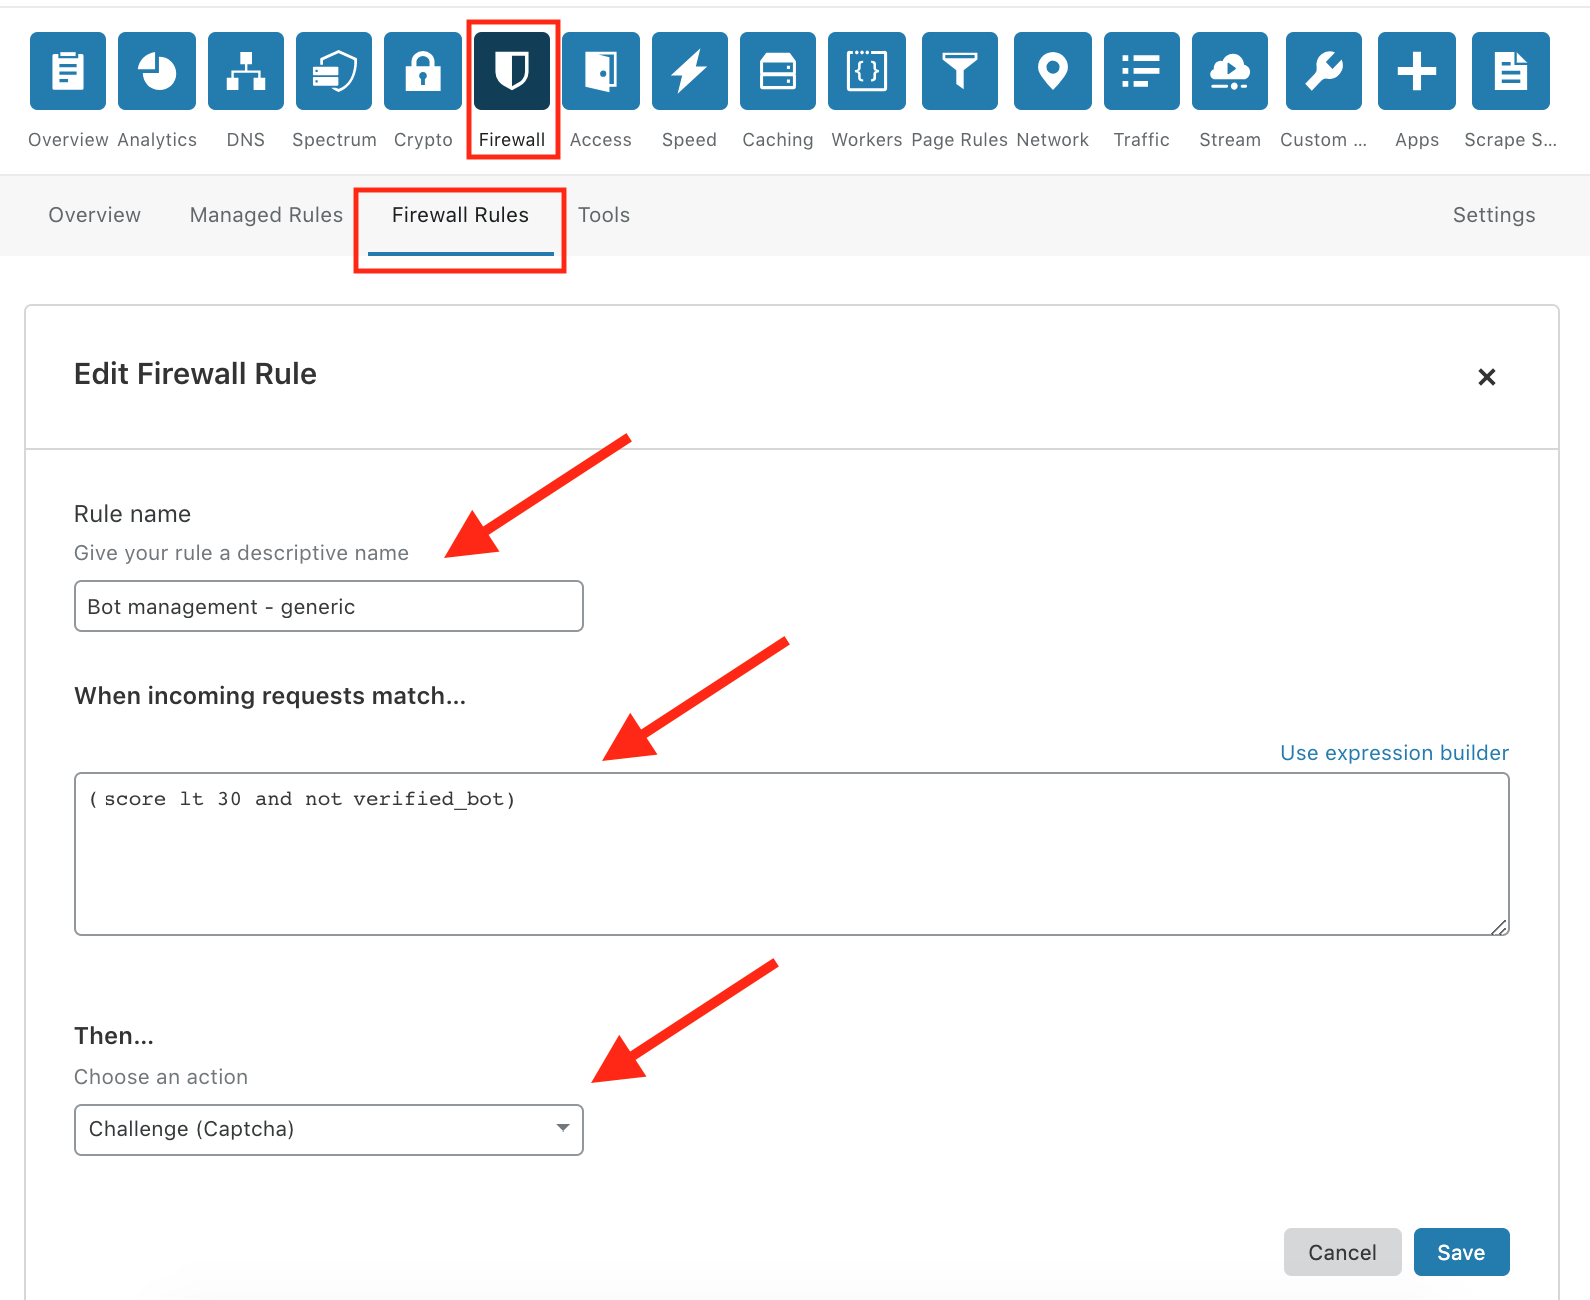 Overview Analytics DNS Spectrum Crypto Firewall Access Speed Caching Workers Page Rules Network Traffic Stream Custom ... Apps Scrape S...
Overview Managed Rules Firewall Rules Tools Settings
Edit Firewall Rule
Rule name
Give your rule a descriptive name
Bot management - generic
When incoming requests match...
Use expression builder
(score lt 30 and not verified_bot)
Then...
Choose an action
Challenge (Captcha)
Cancel Save